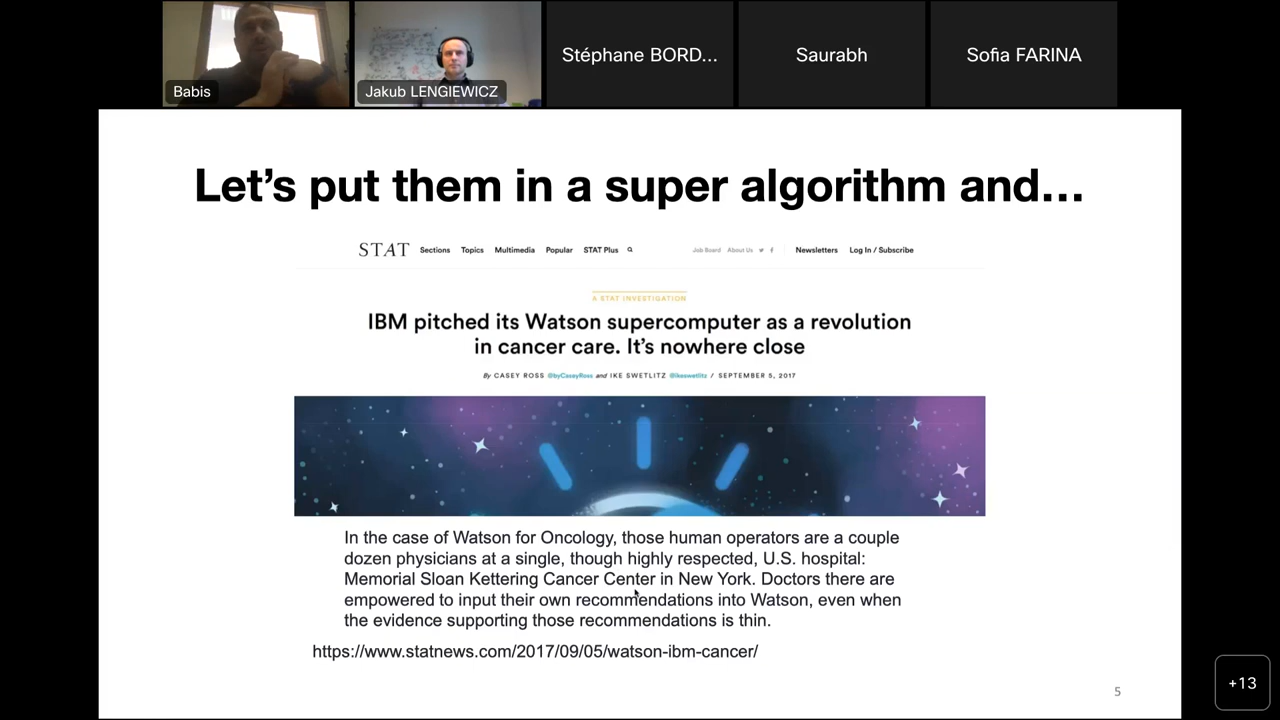 Babis
Jakub LENGIEWICZ
Stéphane BORD...
Saurabh
Sofia FARINA
Let's put them in a super algorithm and...
STAT Sections Topics Multimedia Popular STAT Plus Job Board About Us Newsletters Log In / Subscribe
A STAT INVESTIGATION
IBM pitched its Watson supercomputer as a revolution
in cancer care. It's nowhere close
By CASEY ROSS @byCaseyRoss and IKE SWETLITZ @ikeswetlitz / SEPTEMBER 5, 2017
In the case of Watson for Oncology, those human operators are a couple
dozen physicians at a single, though highly respected, U.S. hospital:
Memorial Sloan Kettering Cancer Center in New York. Doctors there are
empowered to input their own recommendations into Watson, even when
the evidence supporting those recommendations is thin.
https://www.statnews.com/2017/09/05/watson-ibm-cancer/
5
+13